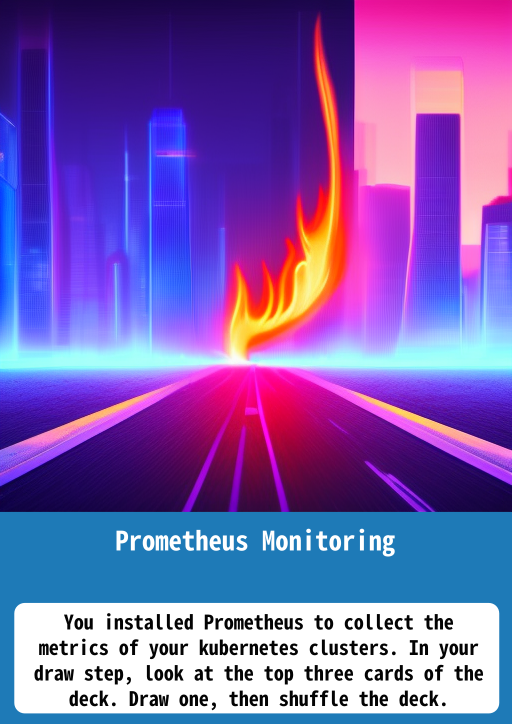 Prometheus Monitoring
You installed Prometheus to collect the
metrics of your kubernetes clusters. In your
draw step, look at the top three cards of the
deck. Draw one, then shuffle the deck.